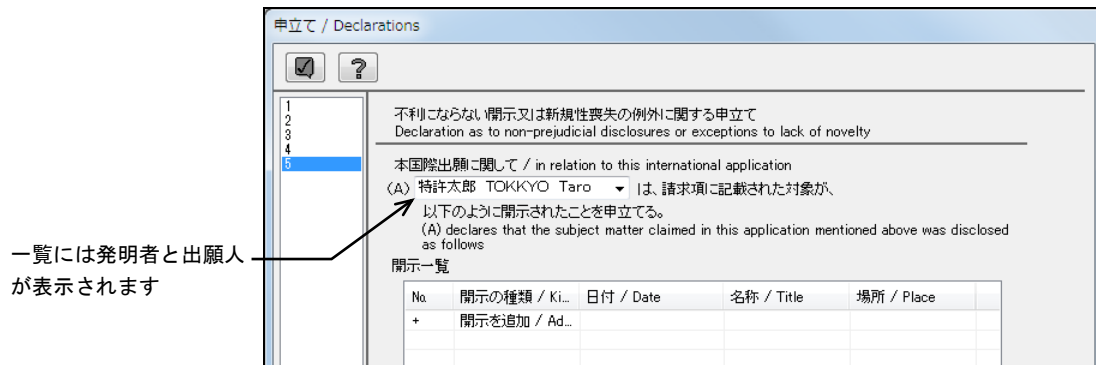 申立て / Declarations
1
2
3
4
5
不利にならない開示又は新規性喪失の例外に関する申立て
Declaration as to non-prejudicial disclosures or exceptions to lack of novelty
本国際出願に関して / in relation to this international application
(A) 特許太郎 TOKKYO Taro は、請求項に記載された対象が、
以下のように開示されたことを申立てる。
(A) declares that the subject matter claimed in this application mentioned above was disclosed
as follows
一覧には発明者と出願人
が表示されます
開示一覧
No. 開示の種類 / Ki... 日付 / Date 名称 / Title 場所 / Place
+ 開示を追加 / Ad...